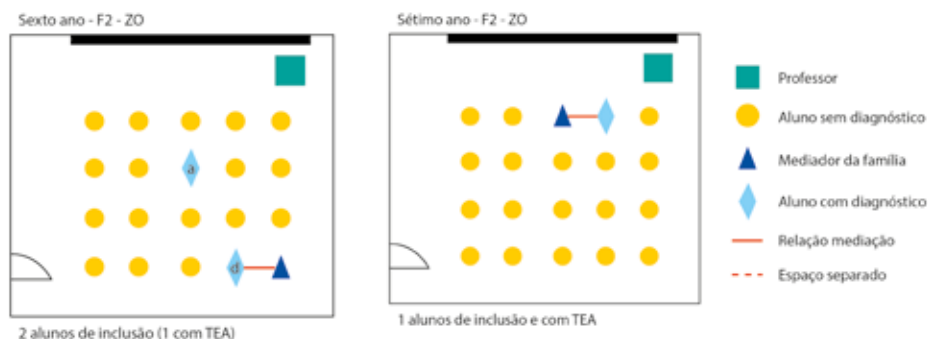 Sexto ano - F2 - ZO
a
d
2 alunos de inclusão (1 com TEA)
Sétimo ano - F2 - ZO
1 alunos de inclusão e com TEA
Professor
Aluno sem diagnóstico
Mediador da família
Aluno com diagnóstico
Relação mediação
Espaço separado